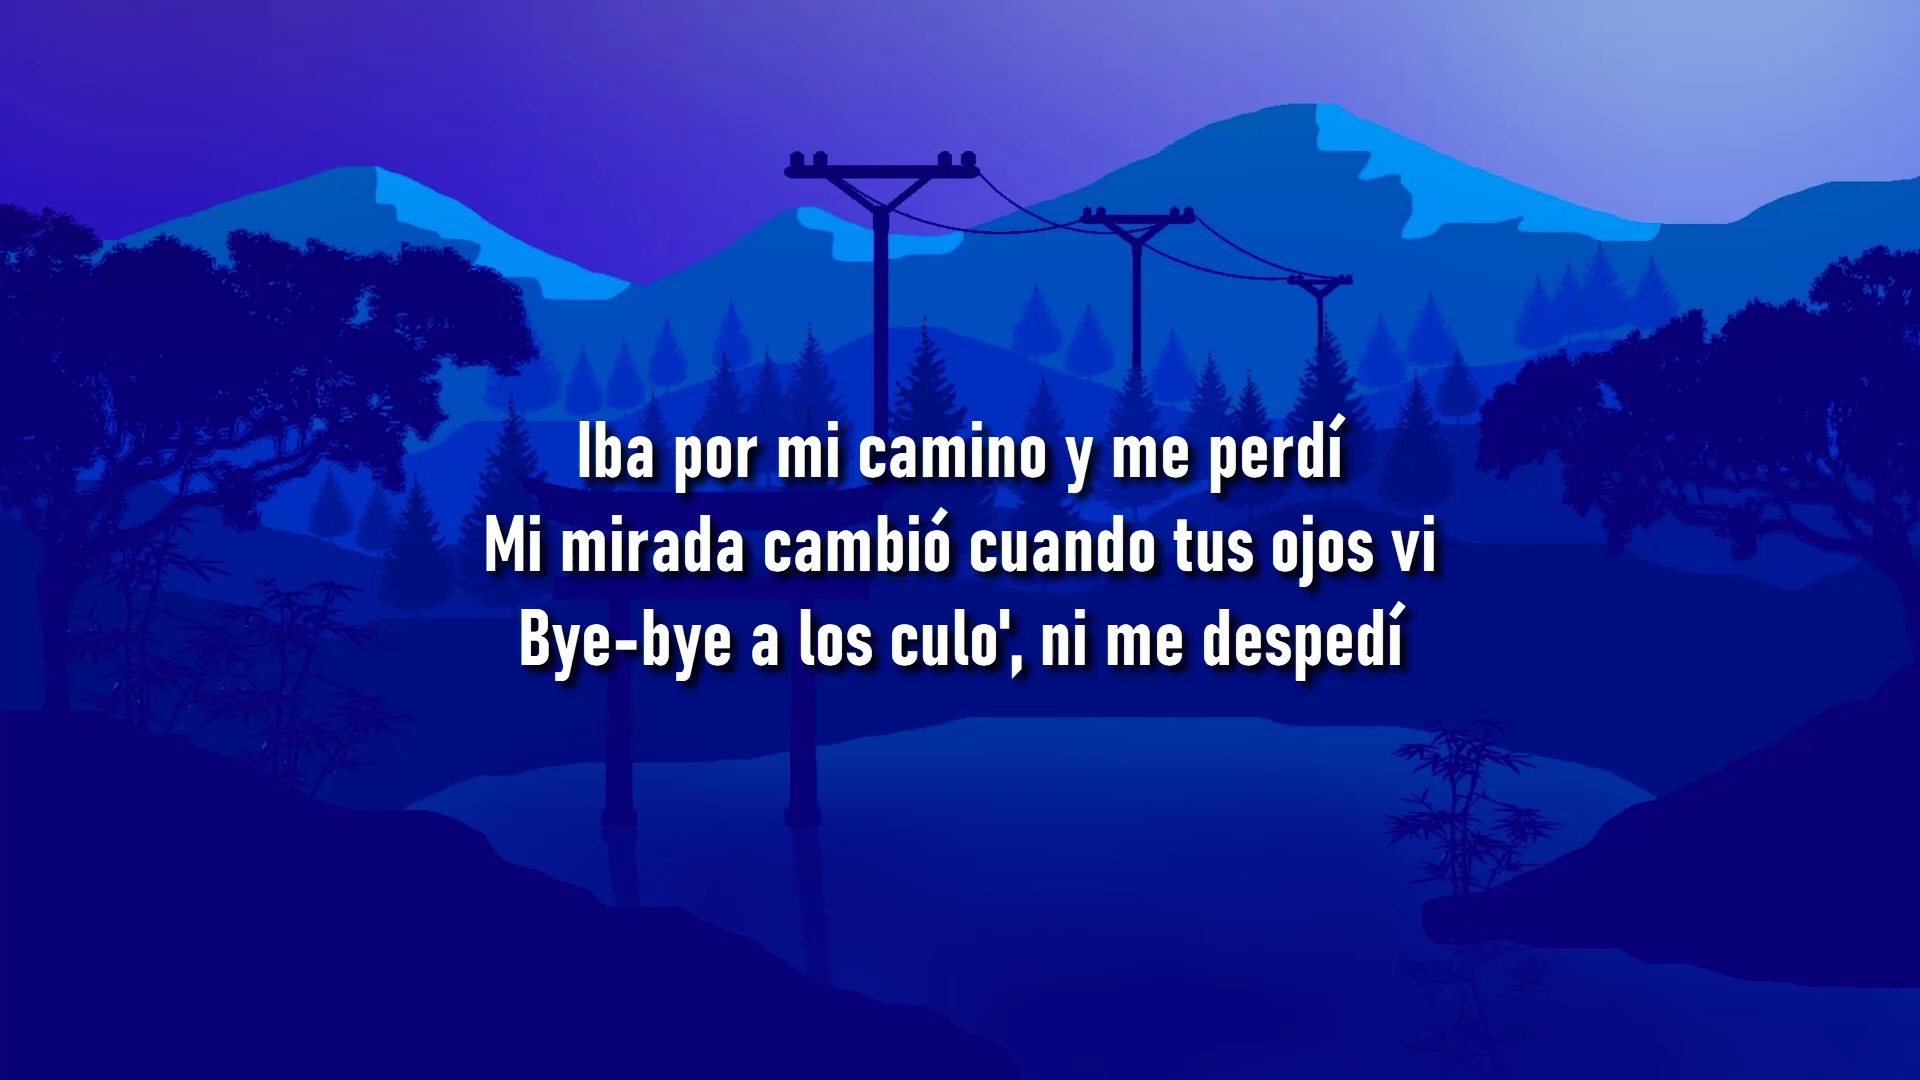 Iba por mi camino y me perdí
Mi mirada cambió cuando tus ojos vi
Bye-bye a los culo', ni me despedí